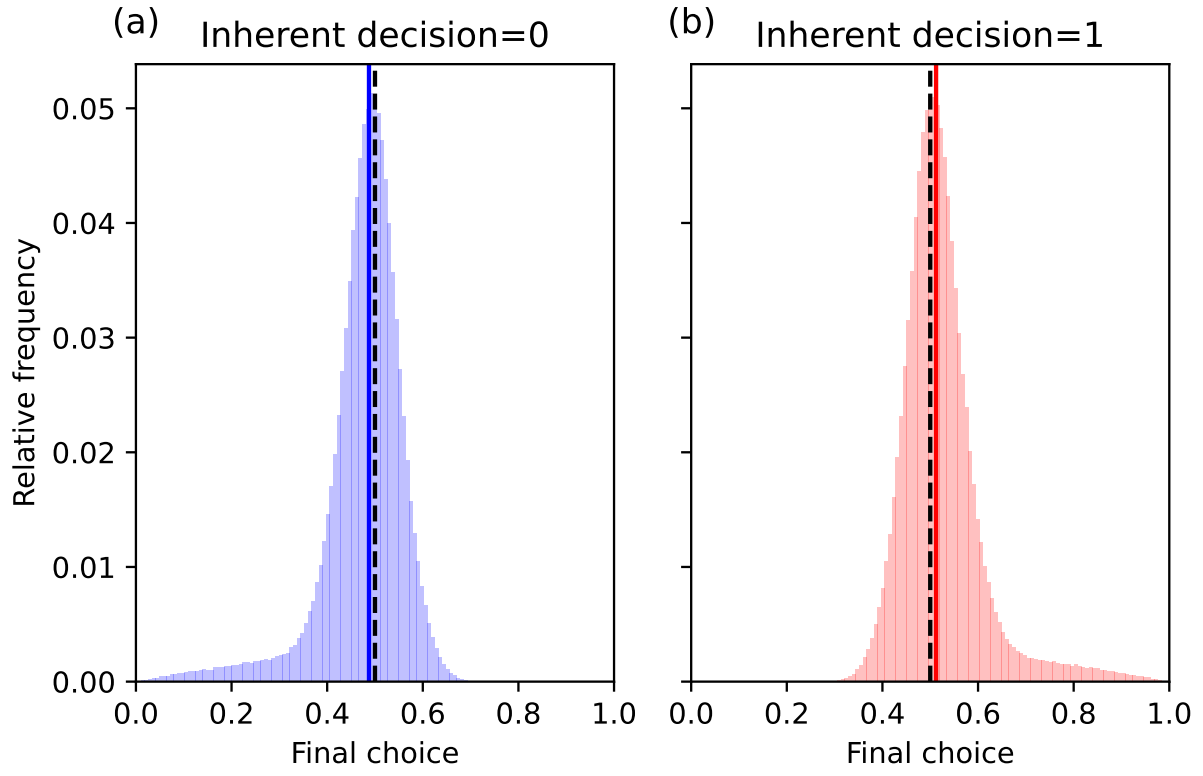 (a) Inherent decision=0
(b) Inherent decision=1
Relative frequency
0.05
0.04
0.03
0.02
0.01
0.00
0.0 0.2 0.4 0.6 0.8 1.0
Final choice
0.0 0.2 0.4 0.6 0.8 1.0
Final choice